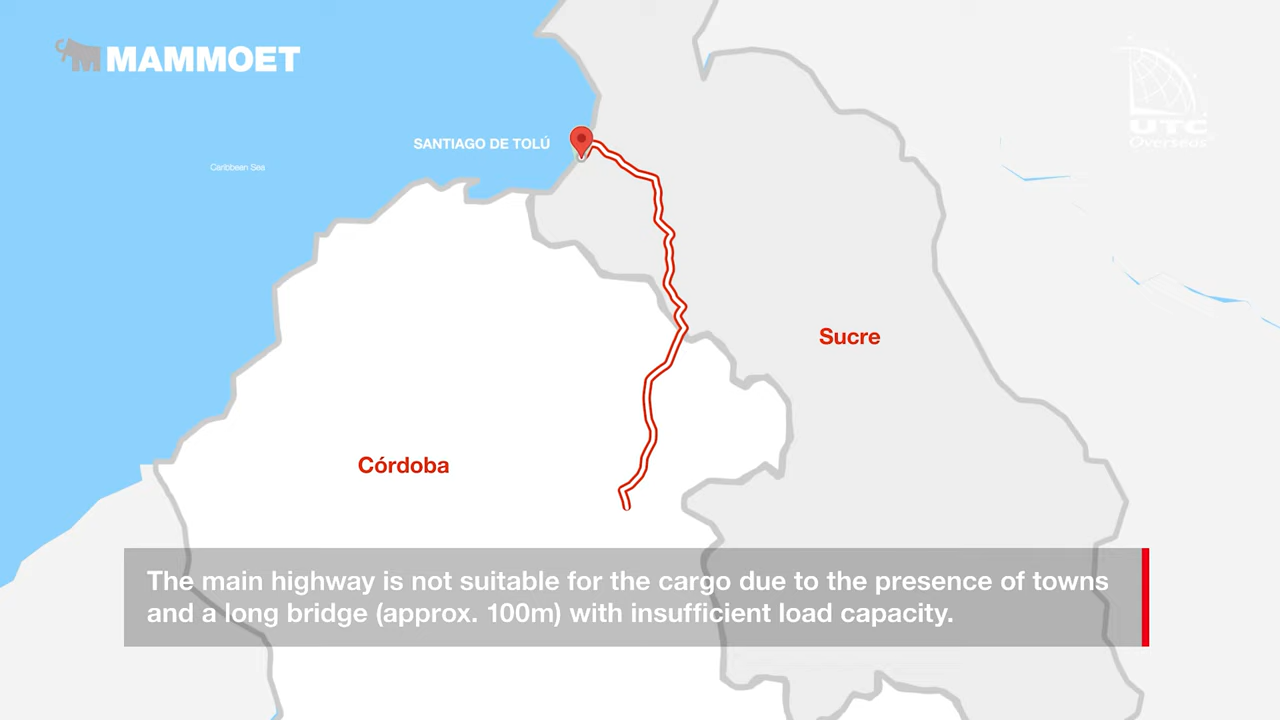 MAMMOET
UTC
Overseas
SANTIAGO DE TOLÚ
Caribbean Sea
Sucre
Córdoba
The main highway is not suitable for the cargo due to the presence of towns
and a long bridge (approx. 100m) with insufficient load capacity.